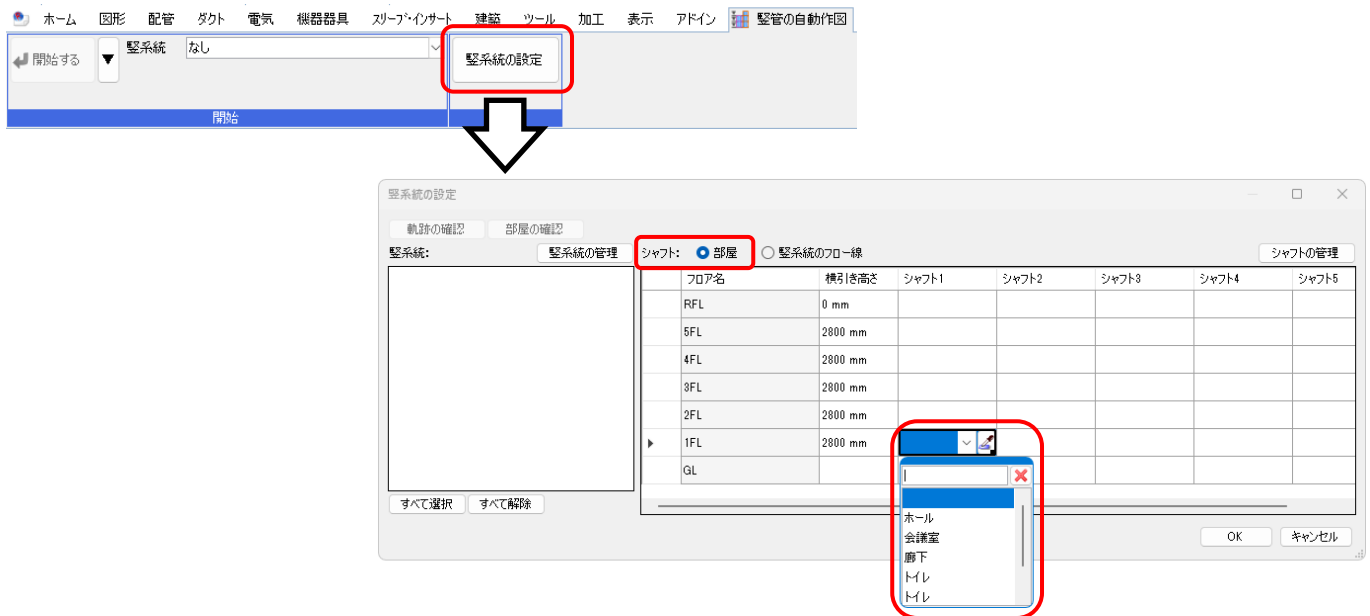 ホーム 図形 配管 ダクト 電気 機器器具 スリーブ・インサート 建築 ツール 加工 表示 アドイン 竪管の自動作図
開始する ▼ 竪系統 なし 竪系統の設定
開始
竪系統の設定
軌跡の確認 部屋の確認
竪系統: 竪系統の管理 シャフト: 部屋 竪系統のフロー線 シャフトの管理
フロア名 横引き高さ シャフト1 シャフト2 シャフト3 シャフト4 シャフト5
RFL 0 mm
5FL 2800 mm
4FL 2800 mm
3FL 2800 mm
2FL 2800 mm
1FL 2800 mm
GL
すべて選択 すべて解除
ホール
会議室
廊下
トイレ
トイレ
OK キャンセル